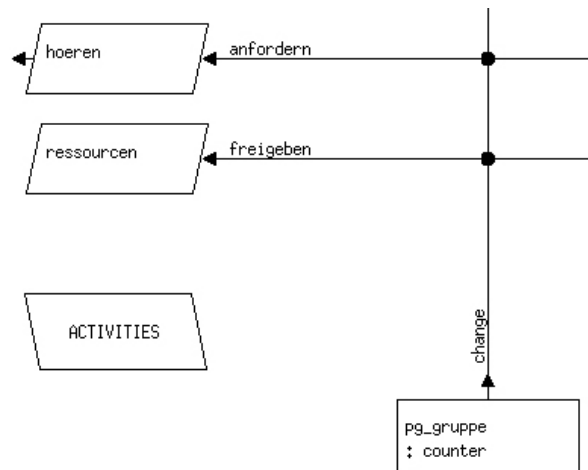 hoeren
anfordern
ressourcen
freigeben
ACTIVITIES
change
pg_gruppe
: counter